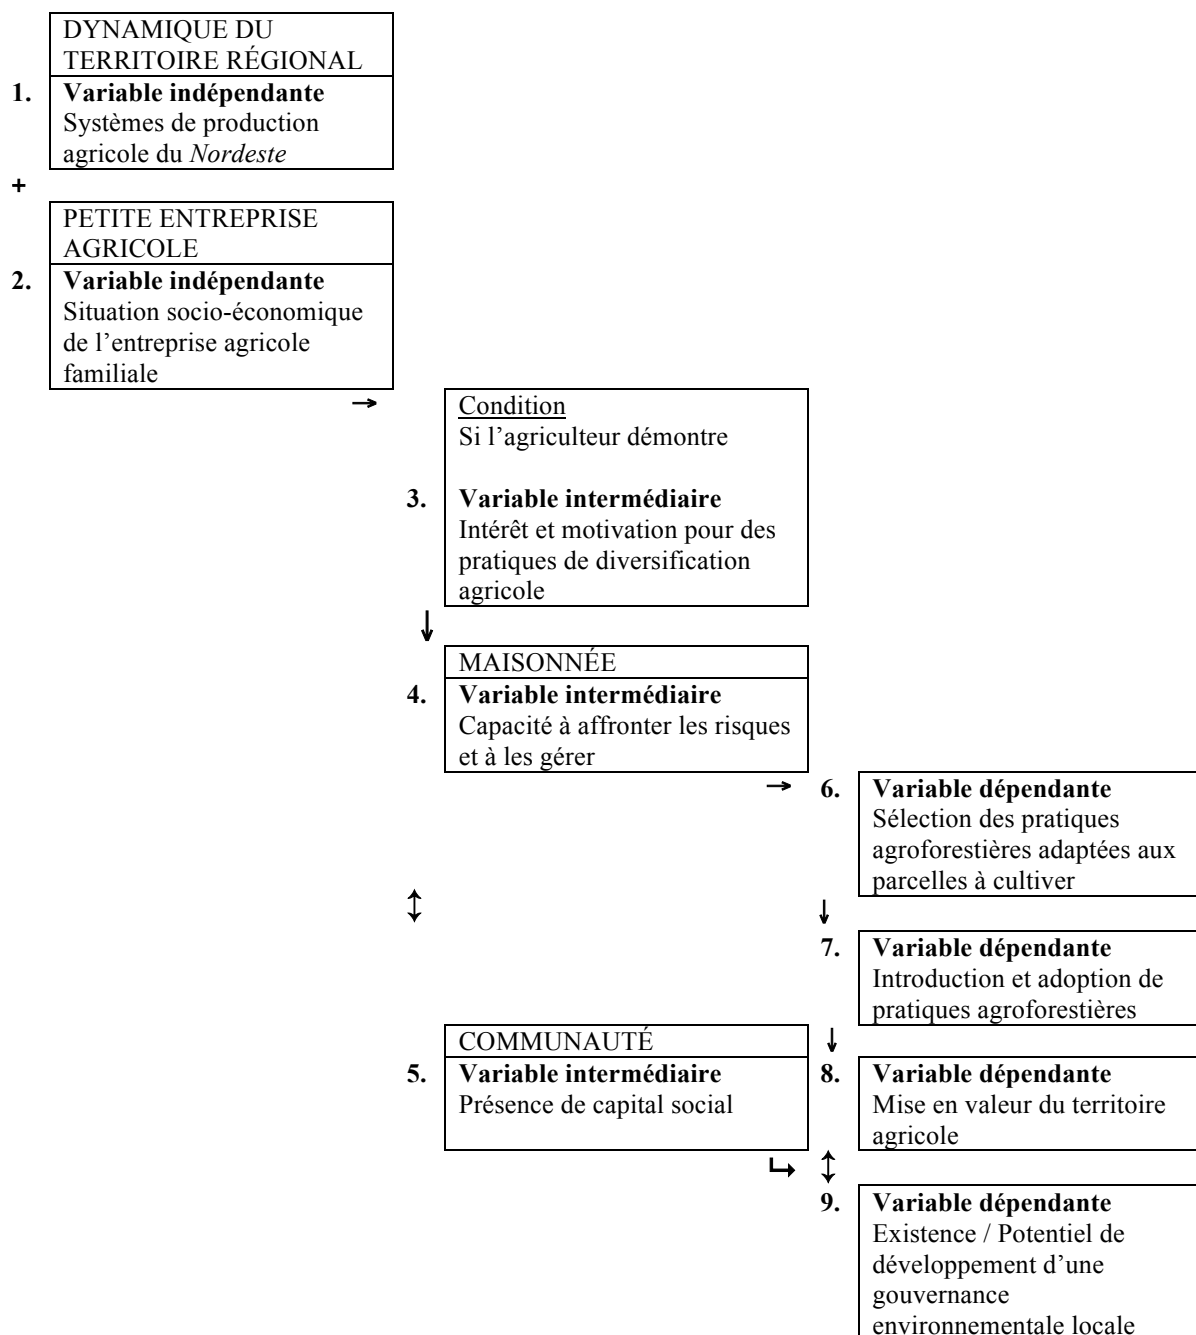 DYNAMIQUE DU
TERRITOIRE RÉGIONAL
1. Variable indépendante
Systèmes de production
agricole du Nordeste
+
PETITE ENTREPRISE
AGRICOLE
2. Variable indépendante
Situation socio-économique
de l’entreprise agricole
familiale
→
Condition
Si l’agriculteur démontre
3. Variable intermédiaire
Intérêt et motivation pour des
pratiques de diversification
agricole
↓
MAISONNÉE
4. Variable intermédiaire
Capacité à affronter les risques
et à les gérer
→
6. Variable dépendante
Sélection des pratiques
agroforestières adaptées aux
parcelles à cultiver
↕ ↓
7. Variable dépendante
Introduction et adoption de
pratiques agroforestières
↓
COMMUNAUTÉ
5. Variable intermédiaire
Présence de capital social
8. Variable dépendante
Mise en valeur du territoire
agricole
↳ ↕
9. Variable dépendante
Existence / Potentiel de
développement d’une
gouvernance
environnementale locale